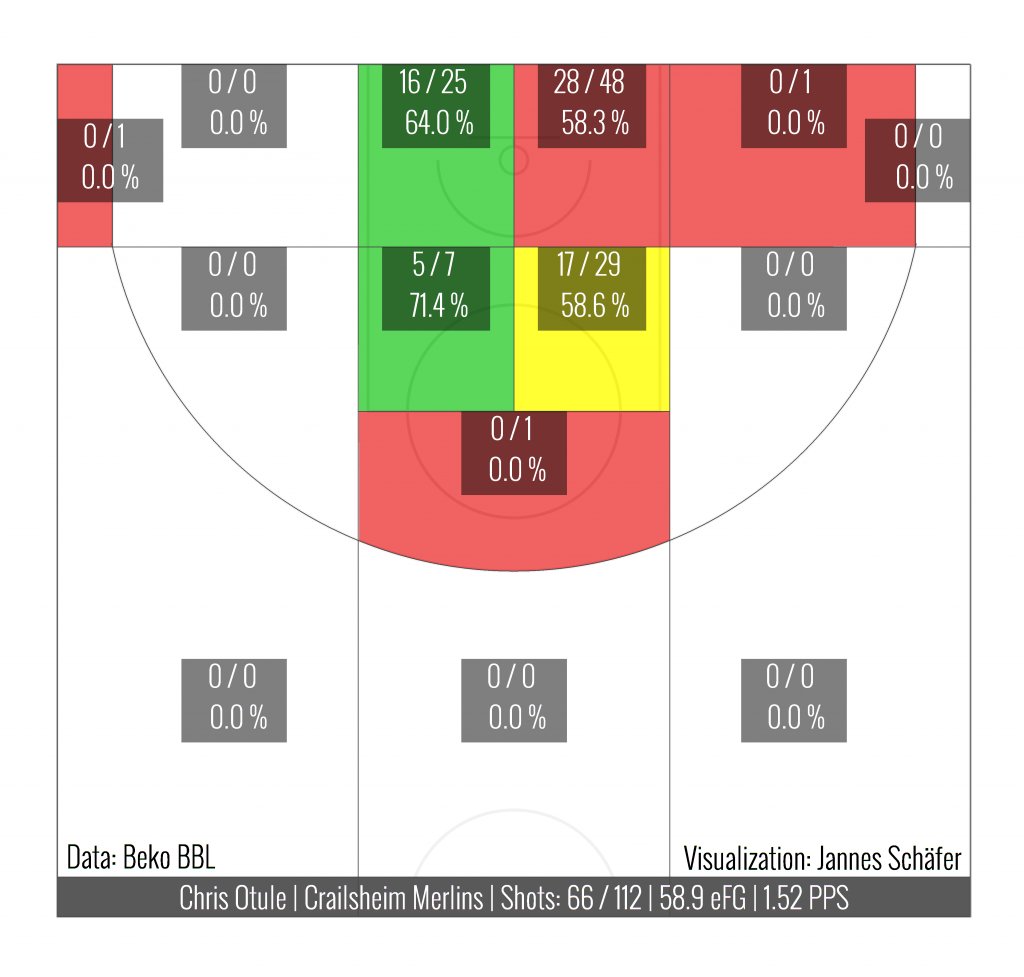 0 / 0
0.0 %
16 / 25
64.0 %
28 / 48
58.3 %
0 / 1
0.0 %
0 / 1
0.0 %
0 / 0
0.0 %
0 / 0
0.0 %
5 / 7
71.4 %
17 / 29
58.6 %
0 / 0
0.0 %
0 / 1
0.0 %
0 / 0
0.0 %
0 / 0
0.0 %
0 / 0
0.0 %
Data: Beko BBL
Visualization: Jannes Schäfer
Chris Otule | Crailsheim Merlins | Shots: 66 / 112 | 58.9 eFG | 1.52 PPS